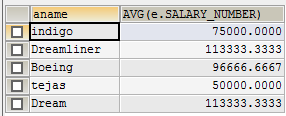 aname AVG(e.SALARY_NUMBER)
indigo 75000.0000
Dreamliner 113333.3333
Boeing 96666.6667
tejas 50000.0000
Dream 113333.3333